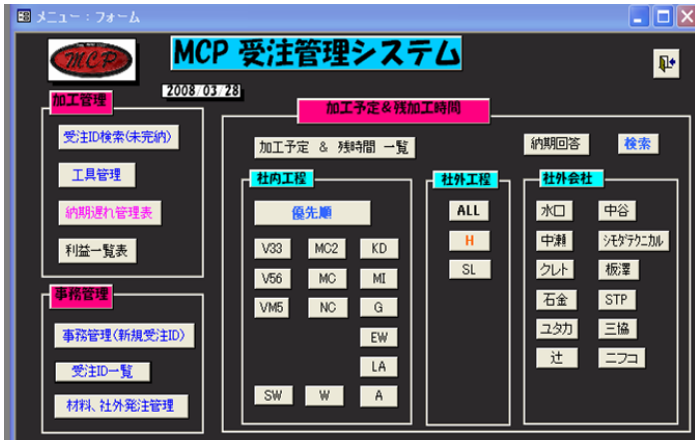 メニュー : フォーム
MCP
MCP 受注管理システム
2008/03/28
加工管理
受注ID検索(未完納)
工具管理
納期遅れ管理表
利益一覧表
事務管理
事務管理(新規受注ID)
受注ID一覧
材料、社外発注管理
加工予定&残加工時間
加工予定 & 残時間 一覧
納期回答
検索
社内工程
優先順
V33 MC2 KD
V56 MC MI
VM5 NC G
EW
LA
SW W A
社外工程
ALL
H
SL
社外会社
水口 中谷
中瀬 シモダテクニカル
クレト 板澤
石金 STP
ユタカ 三協
辻 ニフコ